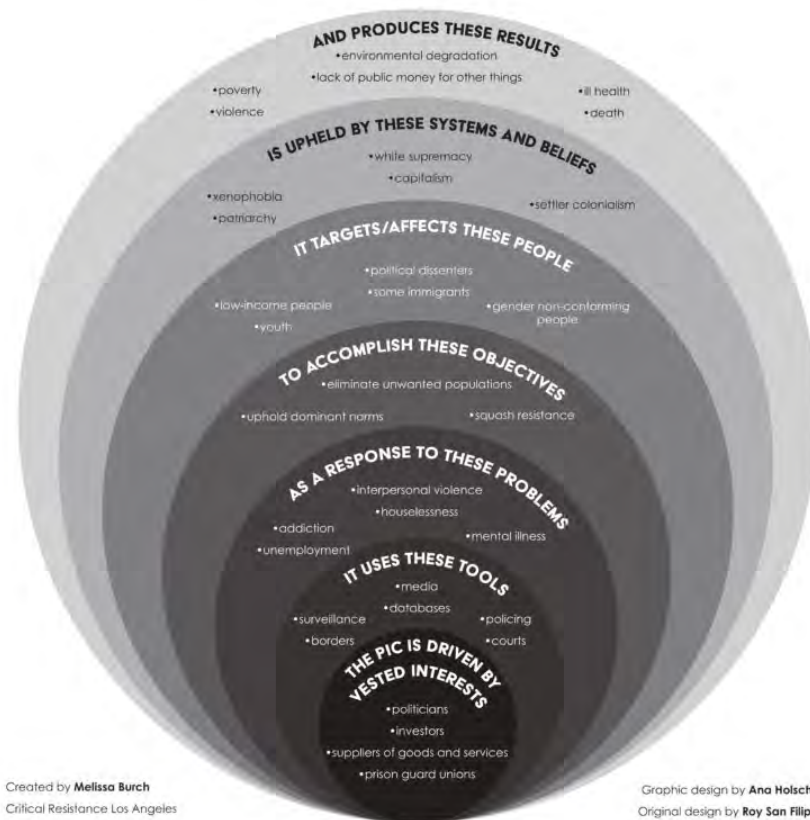 AND PRODUCES THESE RESULTS
•environmental degradation
•lack of public money for other things
•poverty
•violence
•ill health
•death
IS UPHELD BY THESE SYSTEMS AND BELIEFS
•white supremacy
•capitalism
•xenophobia
•patriarchy
•settler colonialism
IT TARGETS/AFFECTS THESE PEOPLE
•political dissenters
•some immigrants
•low-income people
•youth
•gender non-conforming
people
TO ACCOMPLISH THESE OBJECTIVES
•eliminate unwanted populations
•uphold dominant norms
•squash resistance
AS A RESPONSE TO THESE PROBLEMS
•interpersonal violence
•houselessness
•addiction
•unemployment
•mental illness
IT USES THESE TOOLS
•media
•databases
•surveillance
•borders
•policing
•courts
THE PIC IS DRIVEN BY
VESTED INTERESTS
•politicians
•investors
•suppliers of goods and services
•prison guard unions
Created by Melissa Burch
Critical Resistance Los Angeles
Graphic design by Ana Holsch
Original design by Roy San Filip